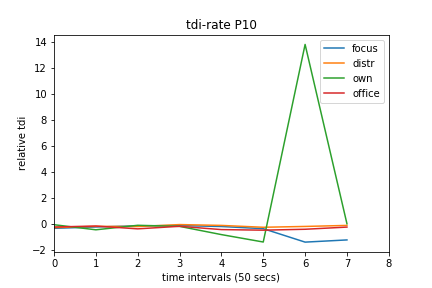 tdi-rate P10
14
12
10
8
6
4
2
0
−2
relative tdi
focus
distr
own
office
0 1 2 3 4 5 6 7 8
time intervals (50 secs)